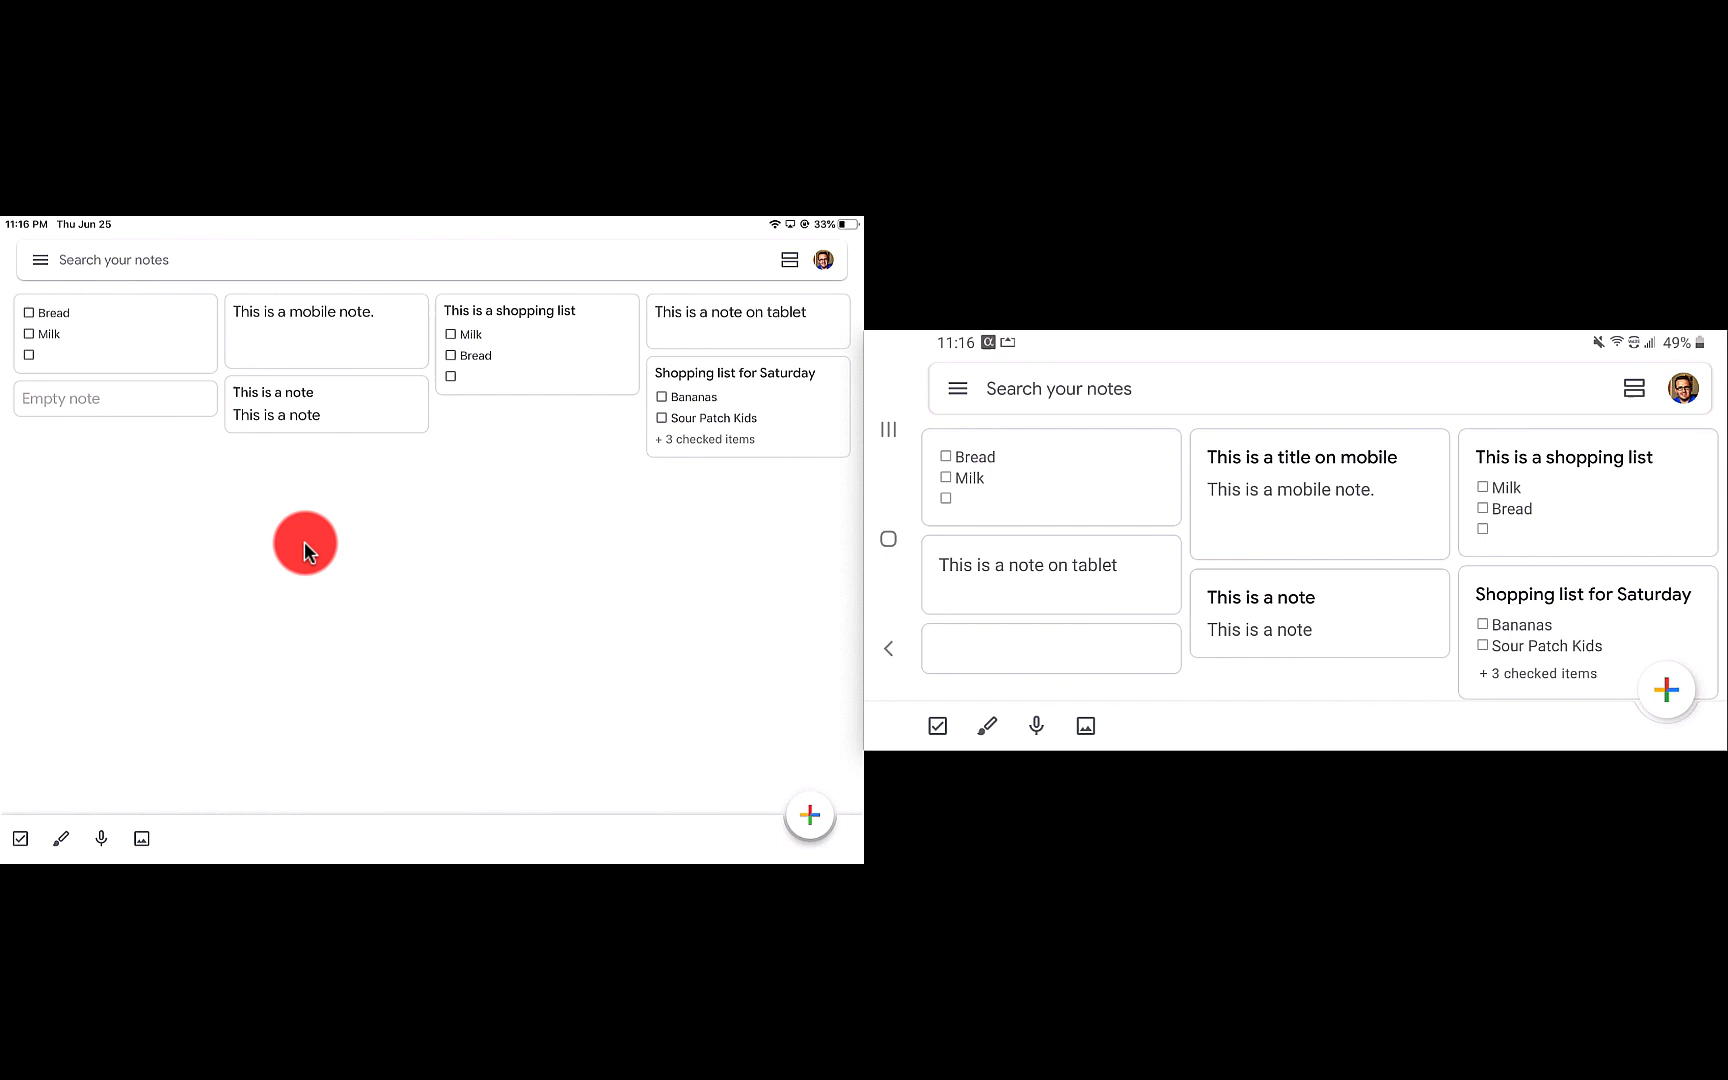 11:16 PM Thu Jun 25
33%
Search your notes
Bread
Milk
Empty note
This is a mobile note.
This is a note
This is a note
This is a shopping list
Milk
Bread
This is a note on tablet
Shopping list for Saturday
Bananas
Sour Patch Kids
+ 3 checked items
11:16
49%
Search your notes
Bread
Milk
This is a note on tablet
This is a title on mobile
This is a mobile note.
This is a note
This is a note
This is a shopping list
Milk
Bread
Shopping list for Saturday
Bananas
Sour Patch Kids
+ 3 checked items